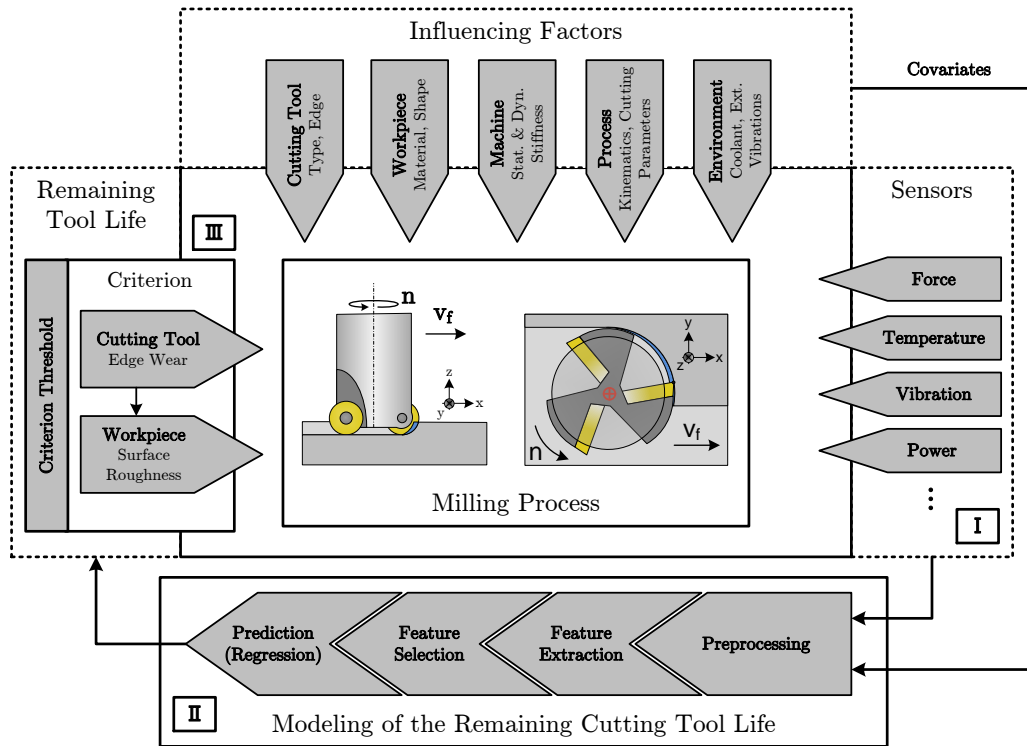 Influencing Factors
Covariates
Cutting Tool
Type, Edge
Workpiece
Material, Shape
Machine
Stat. & Dyn.
Stiffness
Process
Kinematics, Cutting
Parameters
Environment
Coolant, Ext.
Vibrations
Remaining
Tool Life
Sensors
III
Criterion
Criterion Threshold
Cutting Tool
Edge Wear
Workpiece
Surface
Roughness
n
v_f
z
x
y
y
x
z
n
v_f
Milling Process
Force
Temperature
Vibration
Power
⋮
I
Prediction
(Regression)
Feature
Selection
Feature
Extraction
Preprocessing
II
Modeling of the Remaining Cutting Tool Life